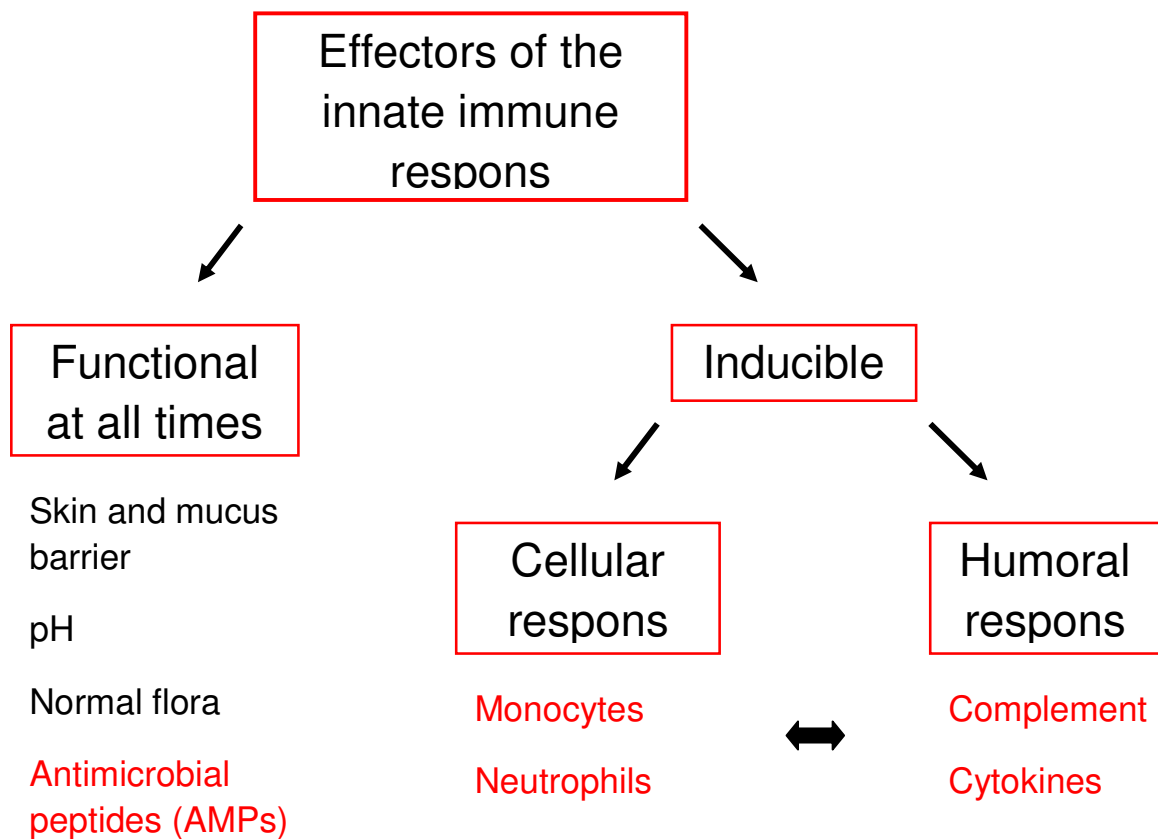 Effectors of the
innate immune
respons
Functional
at all times
Inducible
Skin and mucus
barrier
pH
Normal flora
Antimicrobial
peptides (AMPs)
Cellular
respons
Humoral
respons
Monocytes
Neutrophils
Complement
Cytokines